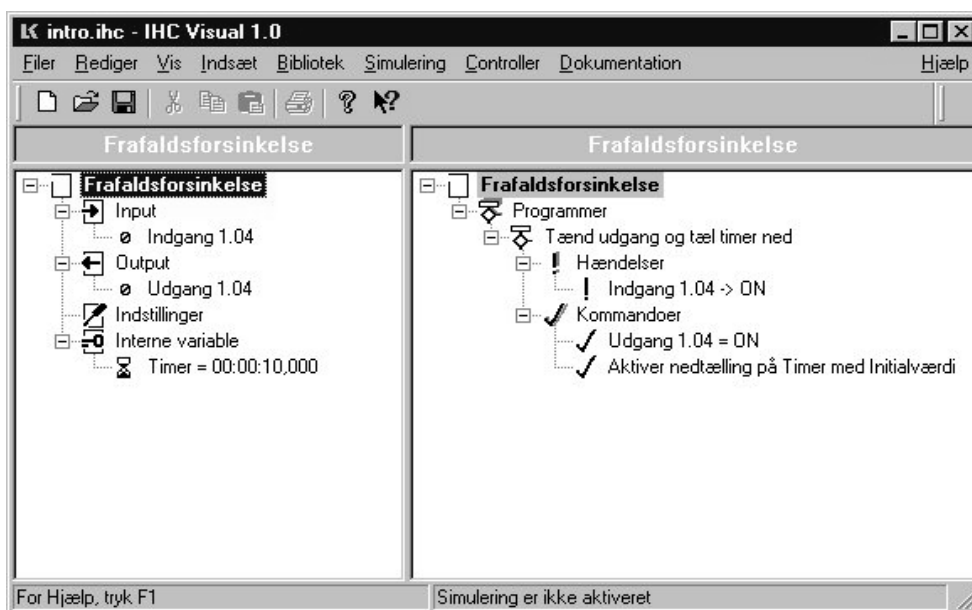 intro.ihc - IHC Visual 1.0
Filer Rediger Vis Indsæt Bibliotek Simulering Controller Dokumentation Hjælp
Frafaldsforsinkelse
Frafaldsforsinkelse
Input
Indgang 1.04
Output
Udgang 1.04
Indstillinger
Interne variable
Timer = 00:00:10,000
Frafaldsforsinkelse
Frafaldsforsinkelse
Programmer
Tænd udgang og tæl timer ned
Hændelser
Indgang 1.04 -> ON
Kommandoer
Udgang 1.04 = ON
Aktiver nedtælling på Timer med Initialværdi
For Hjælp, tryk F1
Simulering er ikke aktiveret